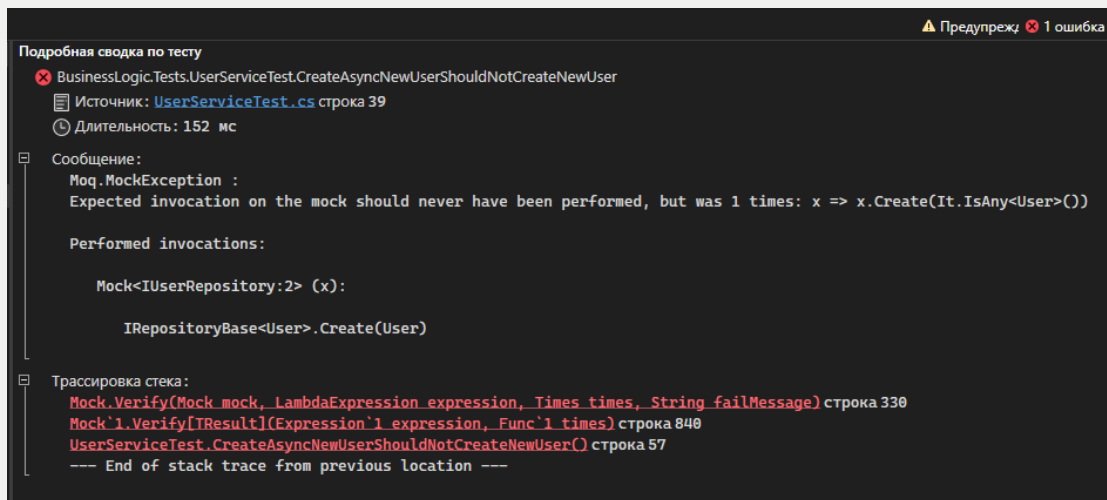 Предупреж 1 ошибка
Подробная сводка по тесту
BusinessLogic.Tests.UserServiceTest.CreateAsyncNewUserShouldNotCreateNewUser
Источник: UserServiceTest.cs строка 39
Длительность: 152 мс
Сообщение:
Moq.MockException :
Expected invocation on the mock should never have been performed, but was 1 times: x => x.Create(It.IsAny<User>())
Performed invocations:
Mock<IUserRepository:2> (x):
IRepositoryBase<User>.Create(User)
Трассировка стека:
Mock.Verify(Mock mock, LambdaExpression expression, Times times, String failMessage) строка 330
Mock`1.Verify[TResult](Expression`1 expression, Func`1 times) строка 840
UserServiceTest.CreateAsyncNewUserShouldNotCreateNewUser() строка 57
--- End of stack trace from previous location ---